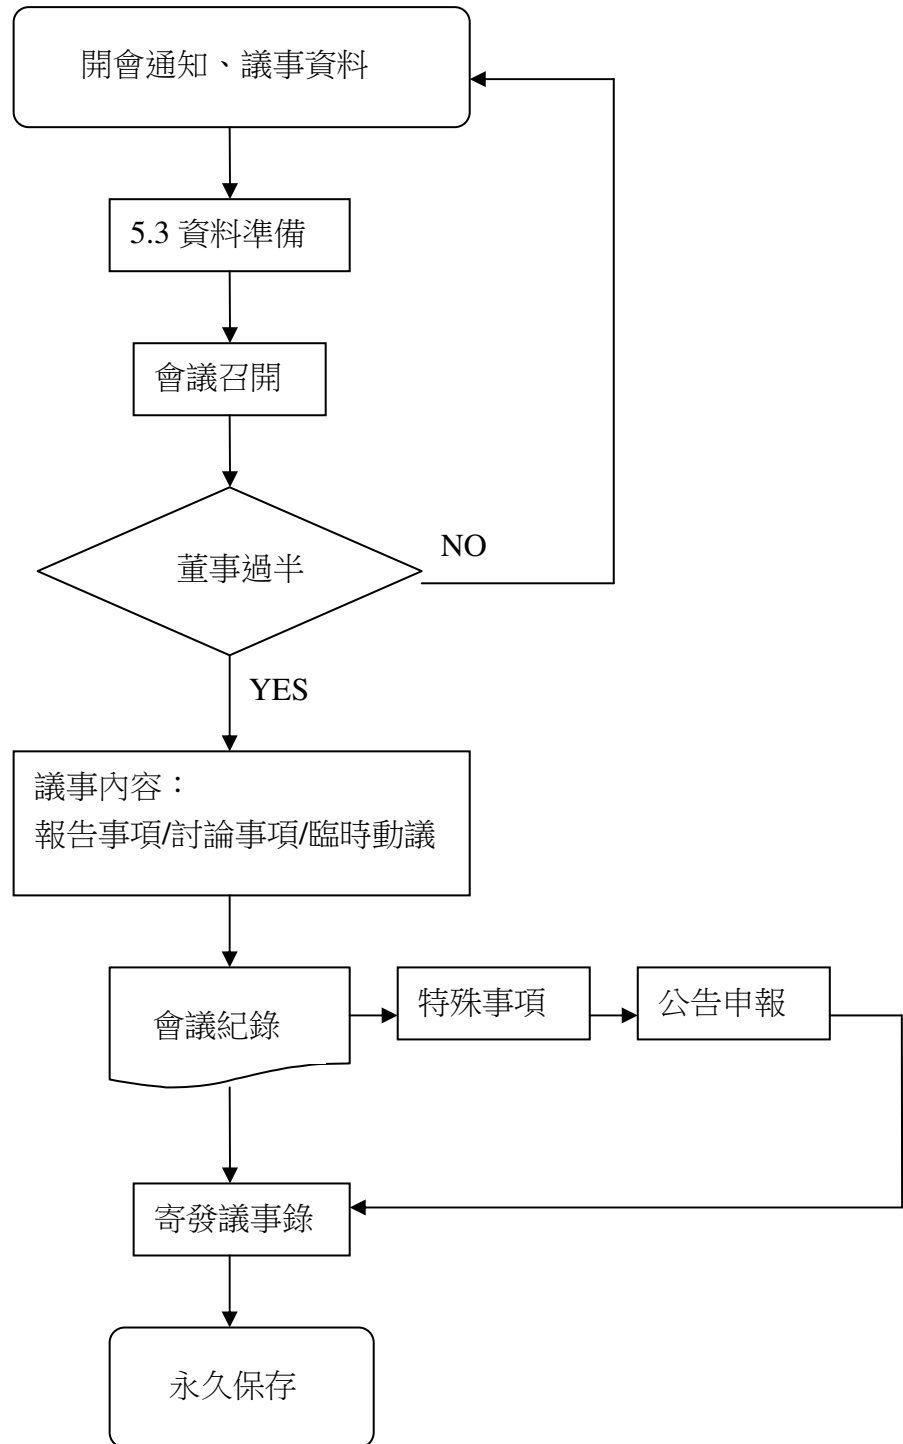 開會通知、議事資料
5.3 資料準備
會議召開
董事過半
NO
YES
議事內容：
報告事項/討論事項/臨時動議
會議紀錄
特殊事項
公告申報
寄發議事錄
永久保存